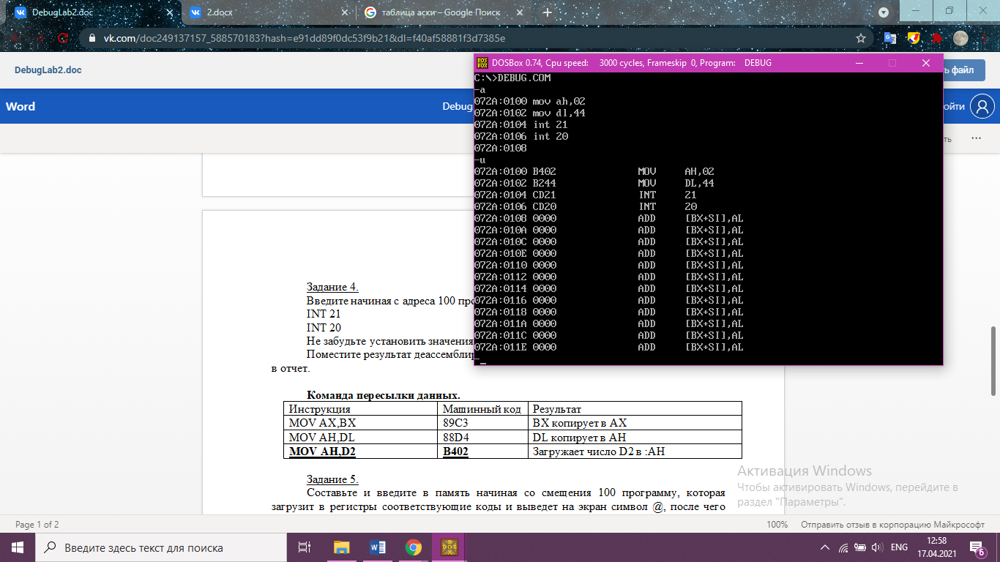 DebugLab2.doc
2.docx
таблица аски – Google Поиск
vk.com/doc249137157_588570183?hash=e91dd89f0dc53f9b21&dl=f40af58881f3d7385e
DebugLab2.doc
ь файл
Word
Debug
ойти
ть
DOSBox 0.74, Cpu speed: 3000 cycles, Frameskip 0, Program: DEBUG
C:\>DEBUG.COM
-a
072A:0100 mov ah,02
072A:0102 mov dl,44
072A:0104 int 21
072A:0106 int 20
072A:0108
-u
072A:0100 B402 MOV AH,02
072A:0102 B244 MOV DL,44
072A:0104 CD21 INT 21
072A:0106 CD20 INT 20
072A:0108 0000 ADD [BX+SI],AL
072A:010A 0000 ADD [BX+SI],AL
072A:010C 0000 ADD [BX+SI],AL
072A:010E 0000 ADD [BX+SI],AL
072A:0110 0000 ADD [BX+SI],AL
072A:0112 0000 ADD [BX+SI],AL
072A:0114 0000 ADD [BX+SI],AL
072A:0116 0000 ADD [BX+SI],AL
072A:0118 0000 ADD [BX+SI],AL
072A:011A 0000 ADD [BX+SI],AL
072A:011C 0000 ADD [BX+SI],AL
072A:011E 0000 ADD [BX+SI],AL
-_
Задание 4.
Введите начиная с адреса 100 про
INT 21
INT 20
Не забудьте установить значения
Поместите результат деассемблир
в отчет.
Команда пересылки данных.
Инструкция Машинный код Результат
MOV AX,BX 89C3 BX копирует в AX
MOV AH,DL 88D4 DL копирует в AH
MOV AH,D2 B402 Загружает число D2 в :AH
Задание 5.
Составьте и введите в память начиная со смещения 100 программу, которая
загрузит в регистры соответствующие коды и выведет на экран символ @, после чего
Активация Windows
Чтобы активировать Windows, перейдите в
раздел "Параметры".
Page 1 of 2
100%
Отправить отзыв в корпорацию Майкрософт
Введите здесь текст для поиска
ENG
12:58
17.04.2021
6